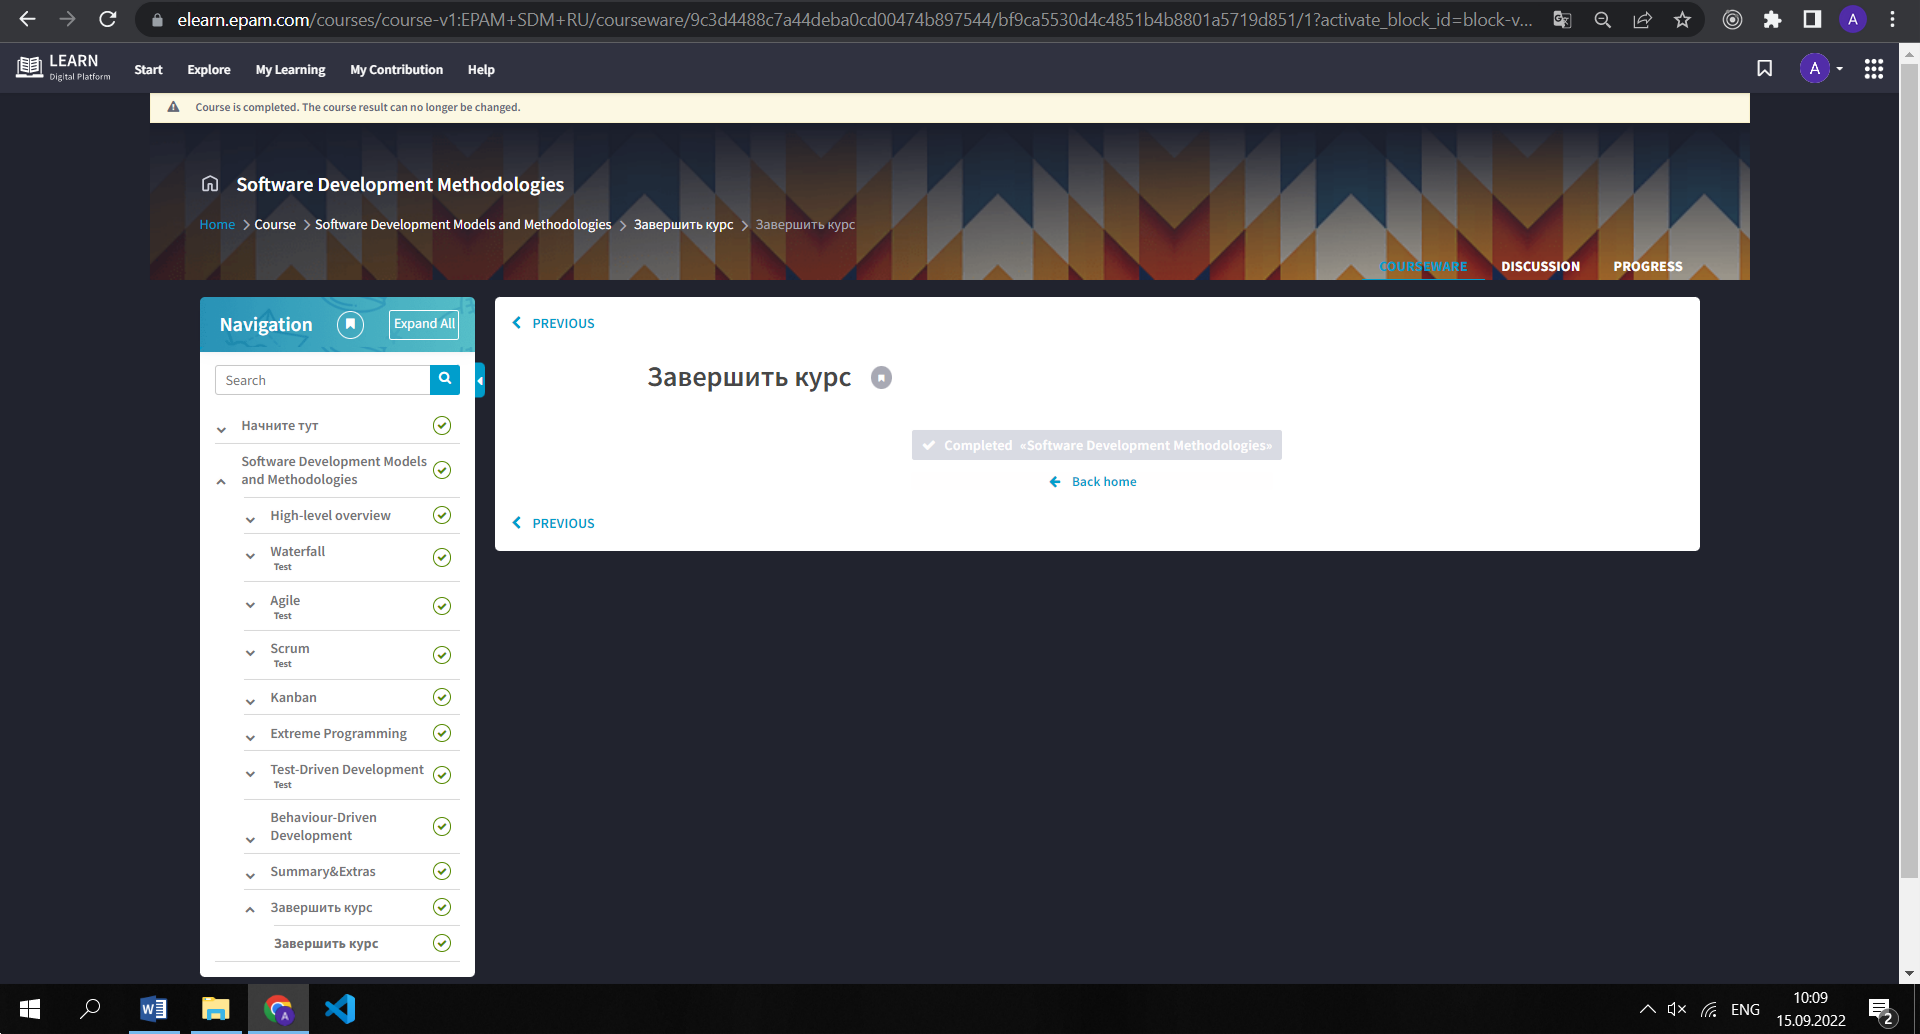 elearn.epam.com/courses/course-v1:EPAM+SDM+RU/courseware/9c3d4488c7a44deba0cd00474b897544/bf9ca5530d4c4851b4b8801a5719d851/1?activate_block_id=block-v...
A
LEARN
Digital Platform
Start
Explore
My Learning
My Contribution
Help
A
Course is completed. The course result can no longer be changed.
Software Development Methodologies
Home > Course > Software Development Models and Methodologies > Завершить курс > Завершить курс
COURSEWARE
DISCUSSION
PROGRESS
Navigation
Expand All
Search
Начните тут
Software Development Models
and Methodologies
High-level overview
Waterfall
Test
Agile
Test
Scrum
Test
Kanban
Extreme Programming
Test-Driven Development
Test
Behaviour-Driven
Development
Summary&Extras
Завершить курс
Завершить курс
PREVIOUS
Завершить курс
Completed «Software Development Methodologies»
Back home
PREVIOUS
ENG
10:09
15.09.2022
2